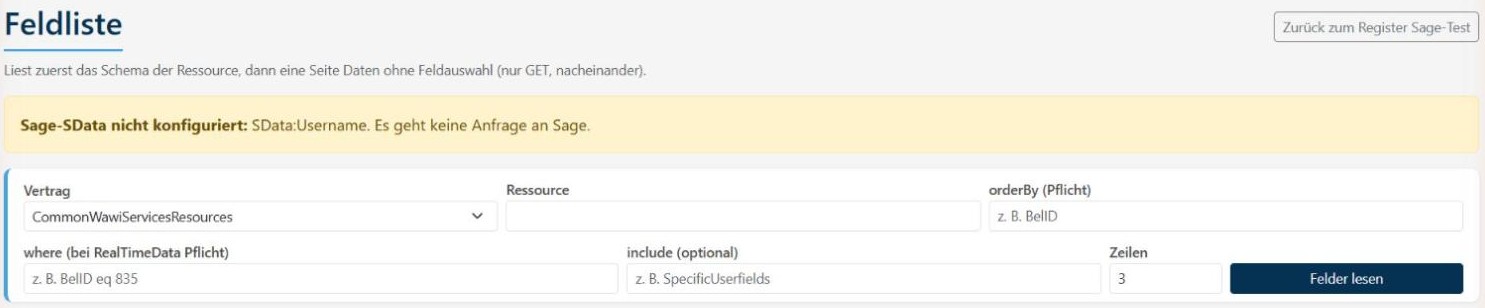 Feldliste
Zurück zum Register Sage-Test
Liest zuerst das Schema der Ressource, dann eine Seite Daten ohne Feldauswahl (nur GET, nacheinander).
Sage-SData nicht konfiguriert: SData:Username. Es geht keine Anfrage an Sage.
Vertrag
Ressource
orderBy (Pflicht)
CommonWawiServicesResources
z. B. BelID
where (bei RealTimeData Pflicht)
include (optional)
Zeilen
z. B. BelID eq 835
z. B. SpecificUserfields
3
Felder lesen